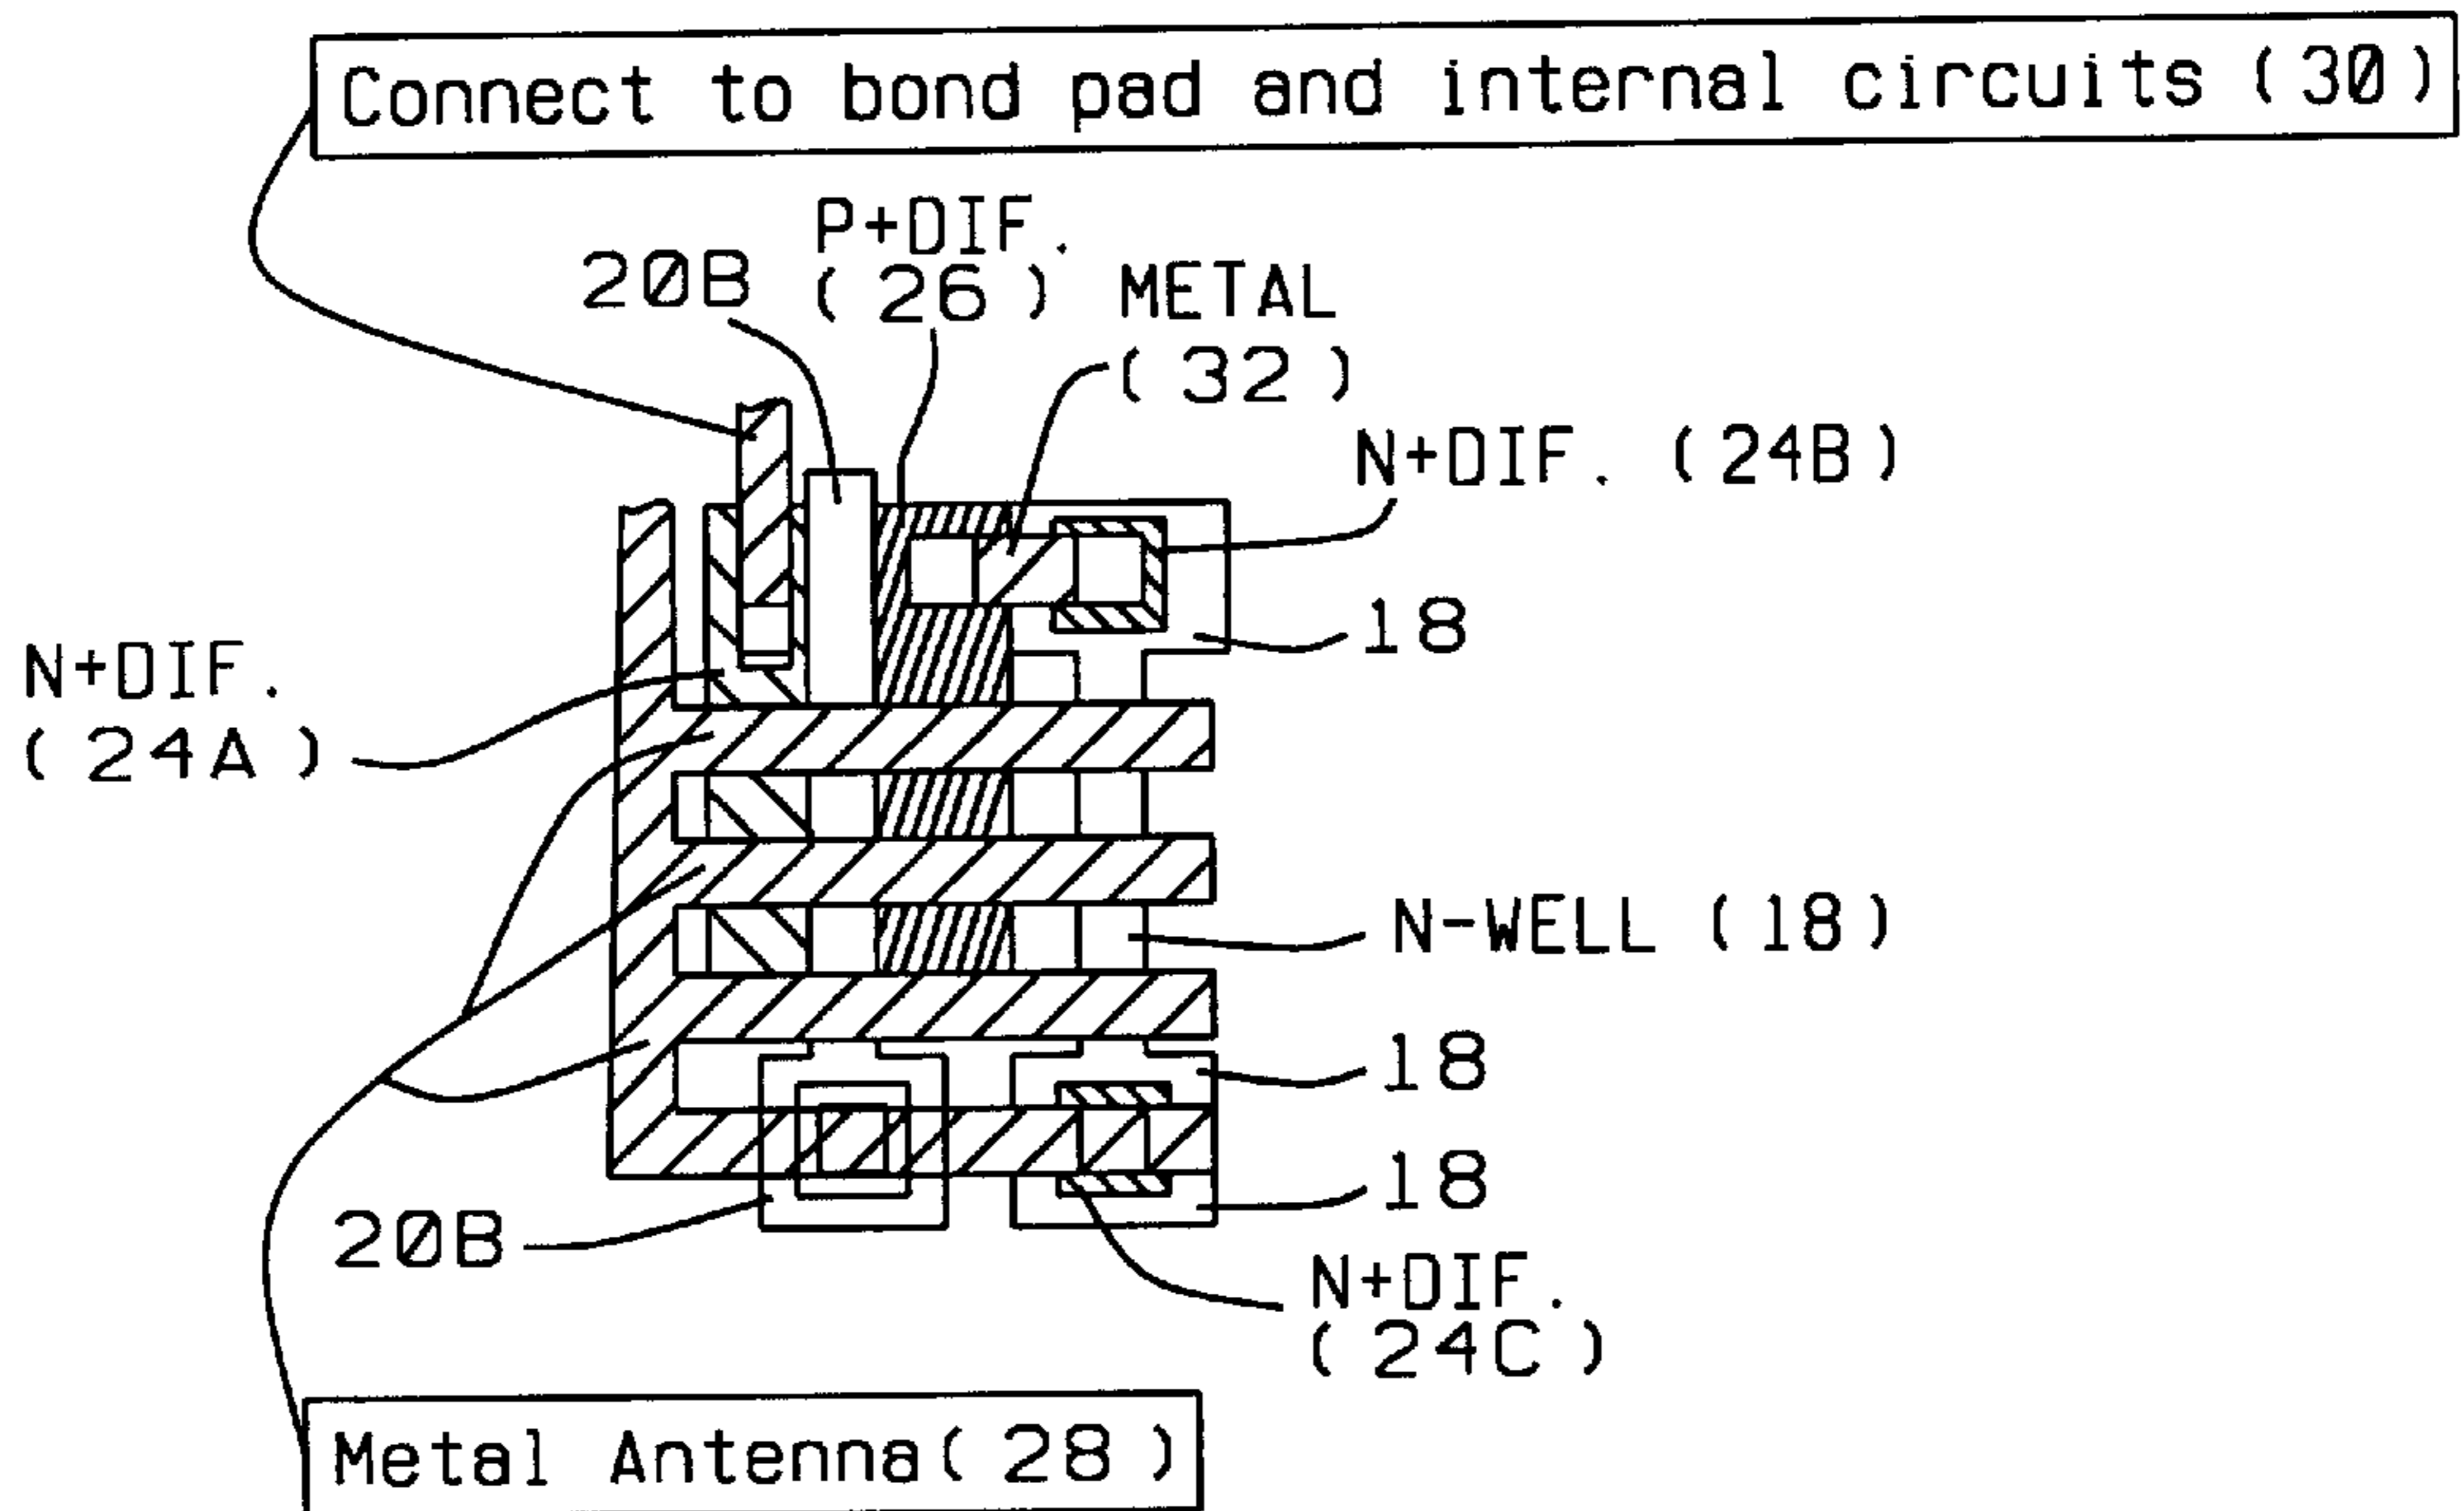 Connect to bond pad and internal circuits (30)
P+DIF.
(26)
20B
METAL
(32)
N+DIF. (24B)
18
N+DIF.
(24A)
N-WELL (18)
18
18
20B
N+DIF.
(24C)
Metal Antenna(28)